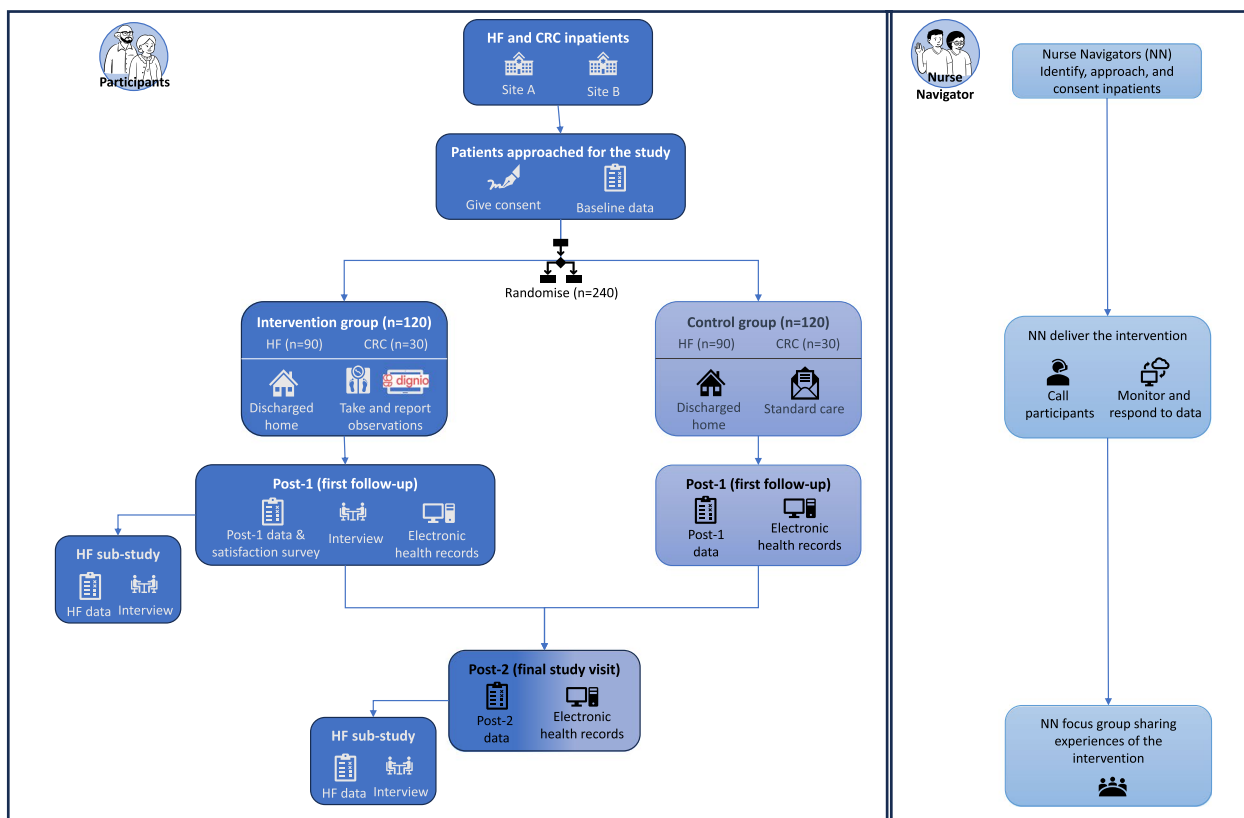 Participants
HF and CRC inpatients
Site A
Site B
Patients approached for the study
Give consent
Baseline data
Randomise (n=240)
Intervention group (n=120)
HF (n=90)
CRC (n=30)
dignio
Discharged
home
Take and report
observations
Control group (n=120)
HF (n=90)
CRC (n=30)
Discharged
home
Standard care
Post-1 (first follow-up)
Post-1 data &
satisfaction survey
Interview
Electronic
health records
Post-1 (first follow-up)
Post-1
data
Electronic
health records
HF sub-study
HF data
Interview
Post-2 (final study visit)
Post-2
data
Electronic
health records
HF sub-study
HF data
Interview
Nurse
Navigator
Nurse Navigators (NN)
Identify, approach, and
consent inpatients
NN deliver the intervention
Call
participants
Monitor and
respond to data
NN focus group sharing
experiences of the
intervention